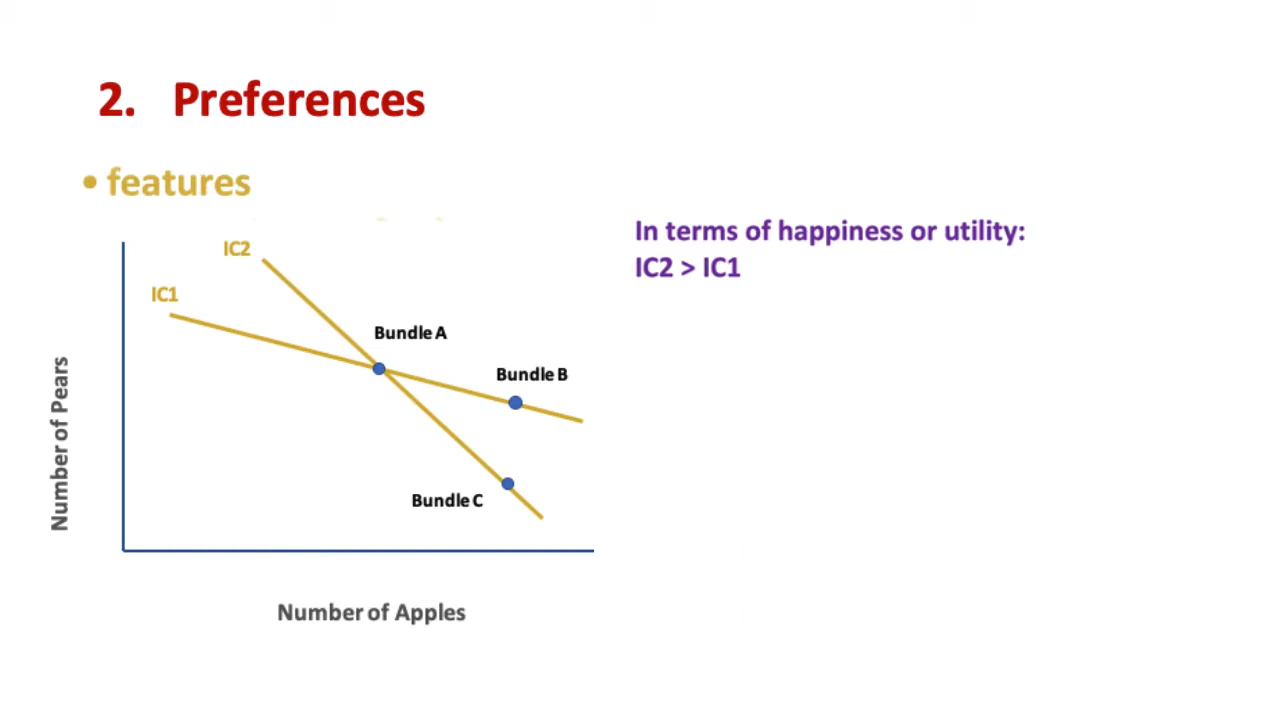 2. Preferences
• features
In terms of happiness or utility:
IC2 > IC1
IC2
IC1
Bundle A
Bundle B
Bundle C
Number of Pears
Number of Apples